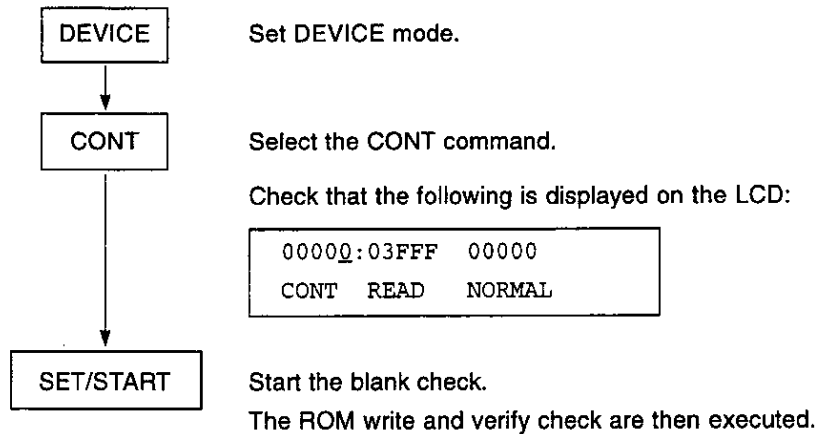 DEVICE Set DEVICE mode.
CONT Select the CONT command.
Check that the following is displayed on the LCD:
00000:03FFF 00000
CONT READ NORMAL
SET/START Start the blank check.
The ROM write and verify check are then executed.